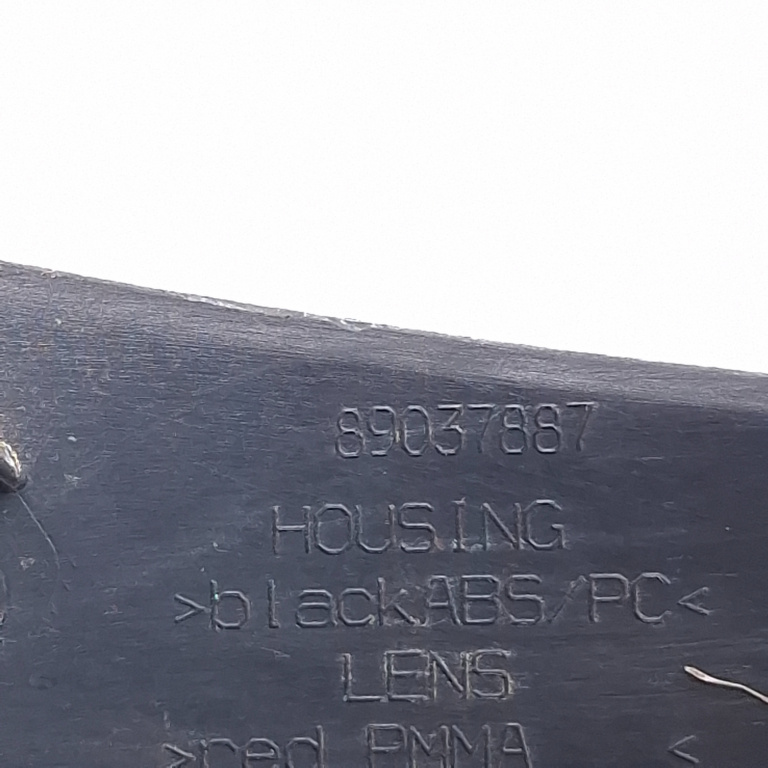 89037887
HOUSING
>blackABS/PC<
LENS
>red PMMA <